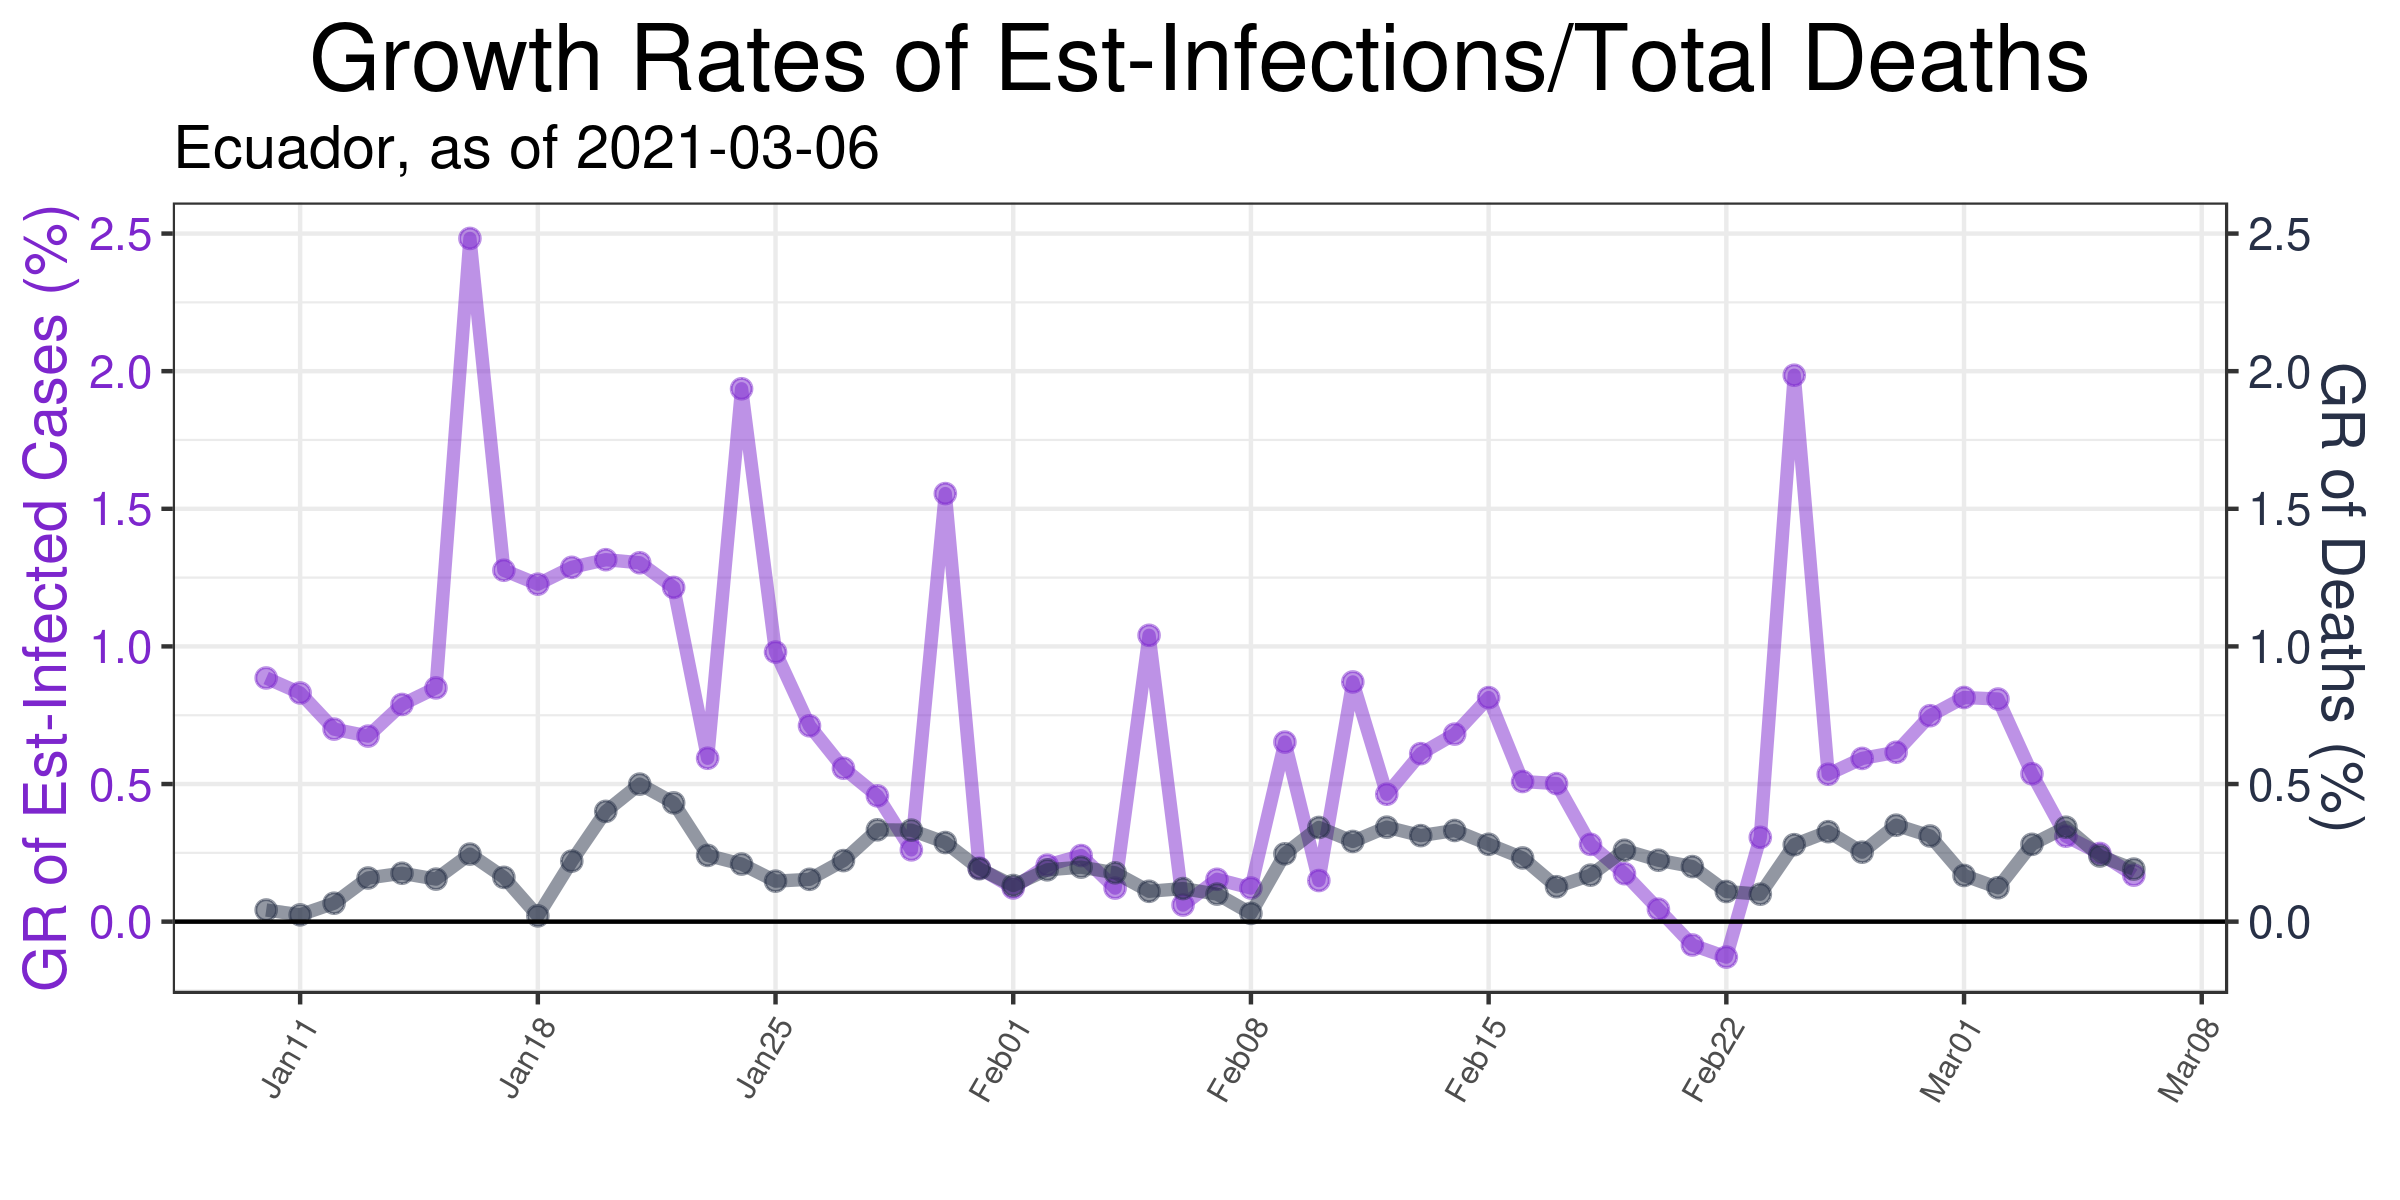 Growth Rates of Est-Infections/Total Deaths
Ecuador, as of 2021-03-06
GR of Est-Infected Cases (%)
2.5
2.0
1.5
1.0
0.5
0.0
2.5
2.0
1.5
1.0
0.5
0.0
GR of Deaths (%)
Jan11
Jan18
Jan25
Feb01
Feb08
Feb15
Feb22
Mar01
Mar08